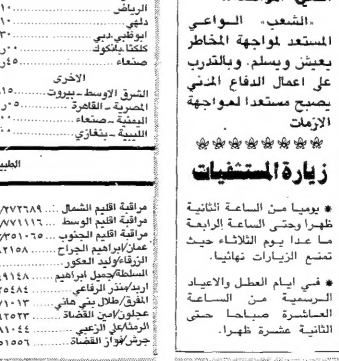 «الشعب» الواعي
المستعد لمواجهة المخاطر
يعيش ويسلم. وبالتدرب
على اعمال الدفاع المدني
يصبح مستعدا لمواجهة
الازمات
زيارة المستشفيات
* يوميا من الساعة الثانية
ظهرا وحتى الساعة الرابعة
ما عدا يوم الثلاثاء حيث
تمنع الزيارات نهائيا.
* في ايام العطل والاعياد
الرسمية من الساعة
العاشرة صباحا حتى
الثانية عشرة ظهرا.
الرياض
دلهي
ابوظبي.دبي
كلكتا.بانكوك
صنعاء
الاخرى
الشرق الاوسط - بيروت
المصرية - القاهرة
اليمنية - صنعاء
الليبية - بنغازي
الطبي
مراقبة اقليم الشمال ... /٢٧٢٦٨٩
مراقبة اقليم الوسط ... /٧٧١١١٦
مراقبة اقليم الجنوب ... /٣٥١٠٦٥
عمان/ابراهيم الجراح
الزرقاء/وليد العكور
السلطة/جميل ابراهيم
اربد/منذر الرفاعي
المفرق/طلال بني هاني
عجلون/امين القضاة
الرمثا/علي الزعبي
جرش/فواز القضاة